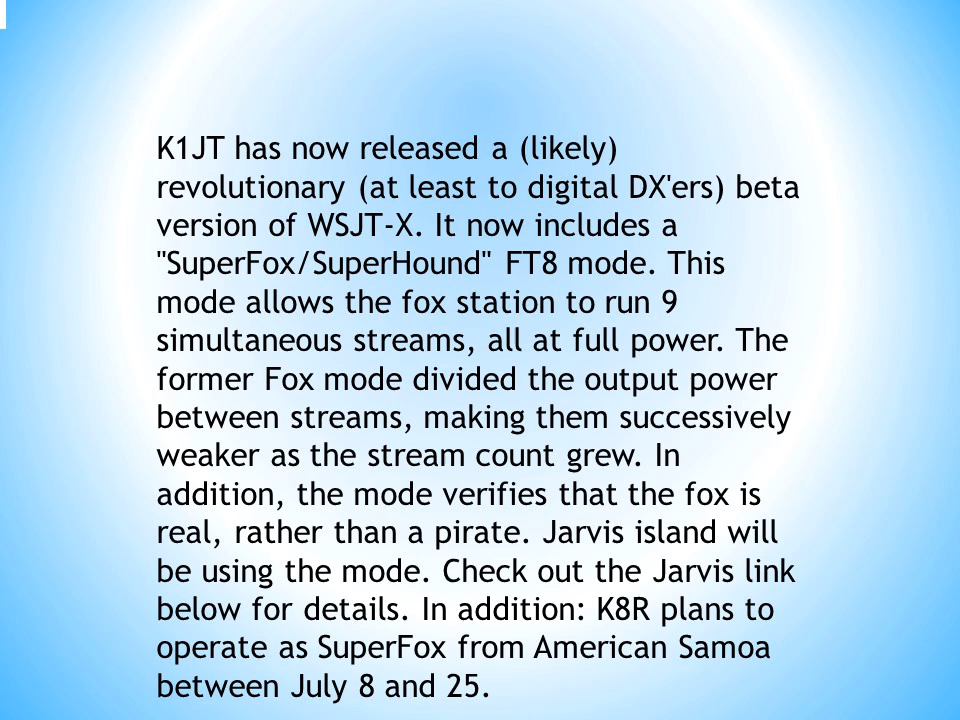 K1JT has now released a (likely)
revolutionary (at least to digital DX'ers) beta
version of WSJT-X. It now includes a
"SuperFox/SuperHound" FT8 mode. This
mode allows the fox station to run 9
simultaneous streams, all at full power. The
former Fox mode divided the output power
between streams, making them successively
weaker as the stream count grew. In
addition, the mode verifies that the fox is
real, rather than a pirate. Jarvis island will
be using the mode. Check out the Jarvis link
below for details. In addition: K8R plans to
operate as SuperFox from American Samoa
between July 8 and 25.